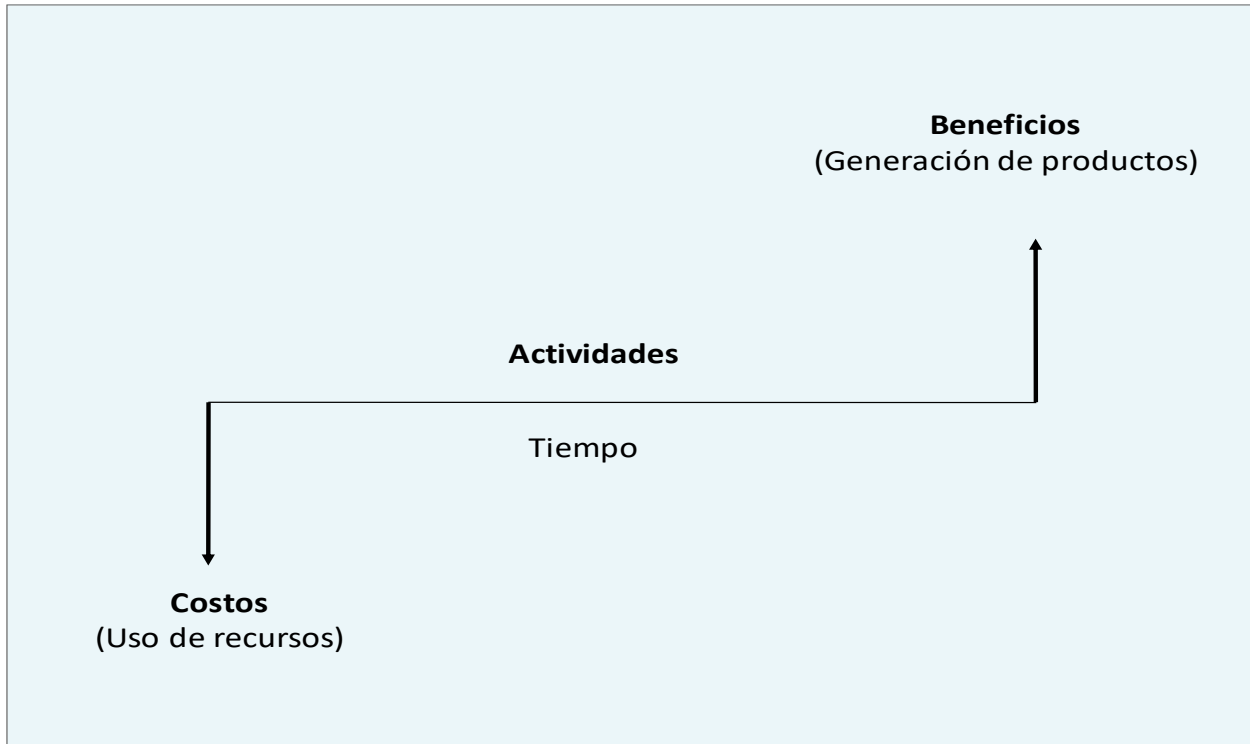 Beneficios
(Generación de productos)
Actividades
Tiempo
Costos
(Uso de recursos)